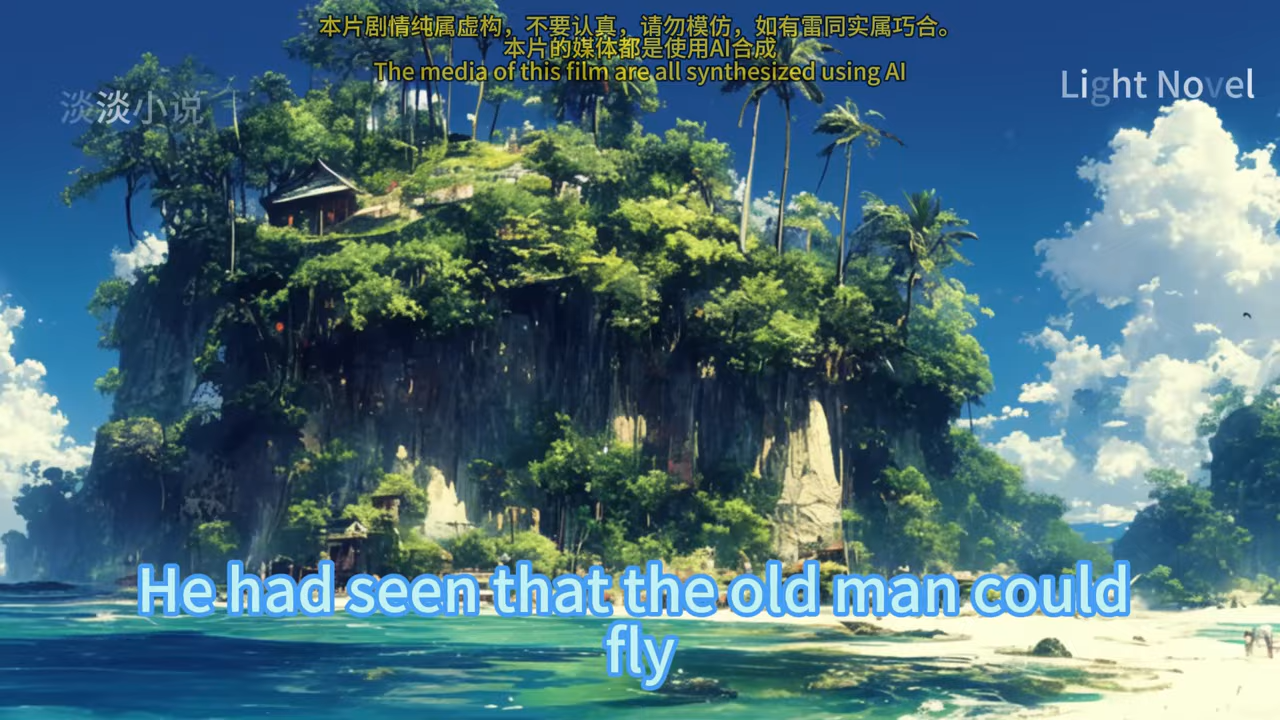 本片剧情纯属虚构，不要认真，请勿模仿，如有雷同实属巧合。
本片的媒体都是使用AI合成
The media of this film are all synthesized using AI
淡淡小说
Light Novel
He had seen that the old man could
fly